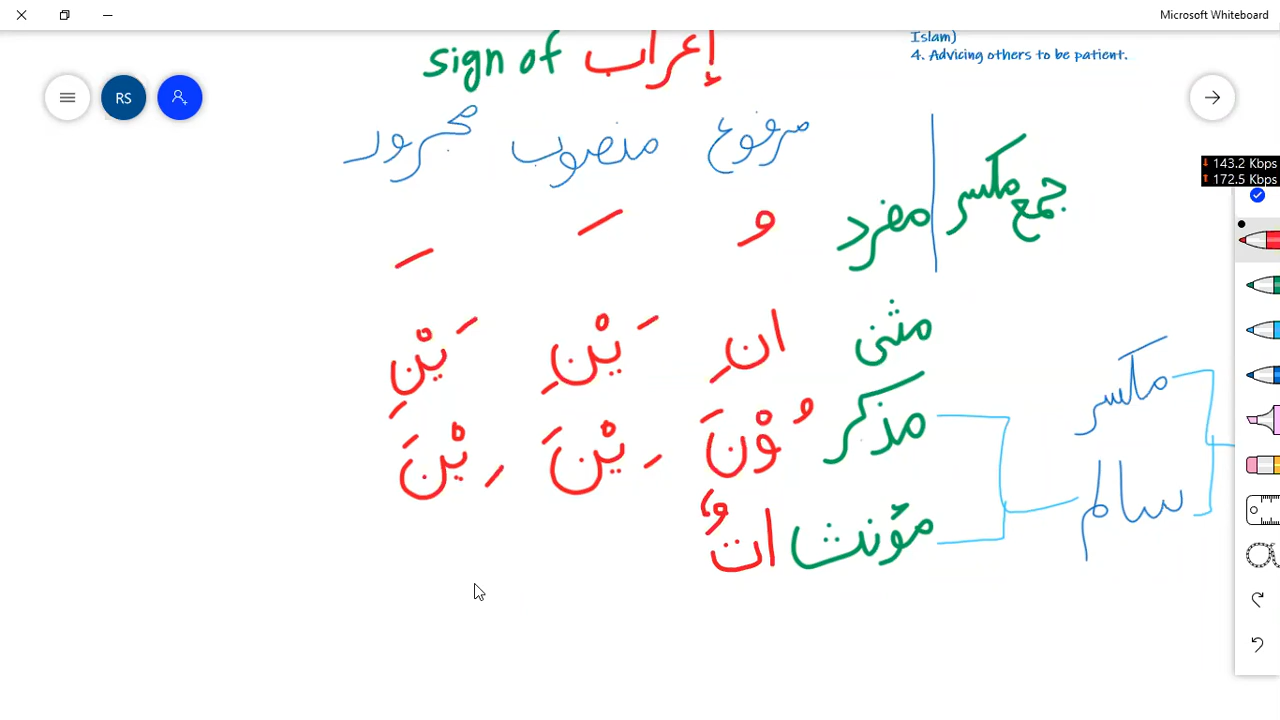 Microsoft Whiteboard
Islam)
4. Advicing others to be patient.
sign of إعراب
RS
مرفوع منصوب مجرور
↓ 143.2 Kbps
↑ 172.5 Kbps
جمع مكسر
مفرد ـُ ـَ ـِ
مثنى انِ ـَيْنِ ـَيْنِ
مكسر
مذكر ـُوْنَ ـِيْنَ ـِيْنَ
سالم
مؤنث اتُ